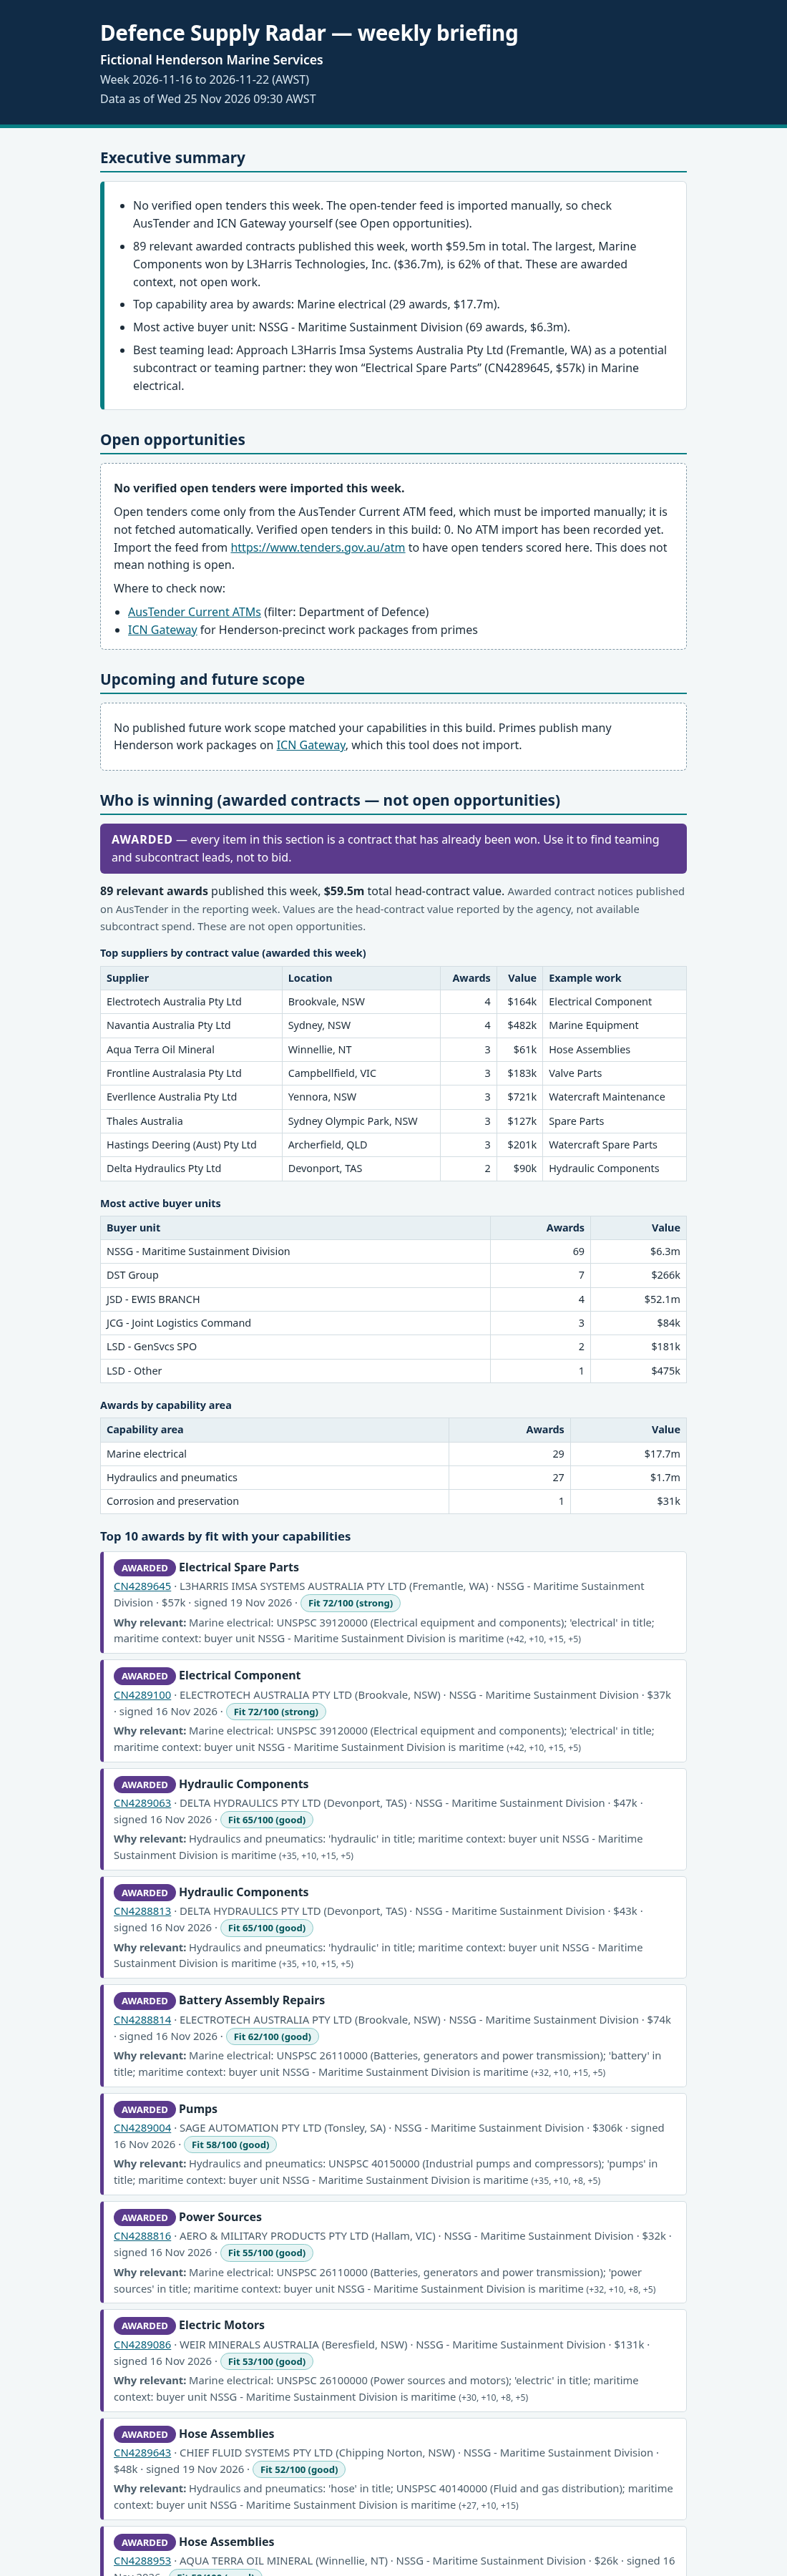 Defence Supply Radar — weekly briefing
Fictional Henderson Marine Services
Week 2026-11-16 to 2026-11-22 (AWST)
Data as of Wed 25 Nov 2026 09:30 AWST
Executive summary
• No verified open tenders this week. The open-tender feed is imported manually, so check
AusTender and ICN Gateway yourself (see Open opportunities).
• 89 relevant awarded contracts published this week, worth $59.5m in total. The largest, Marine
Components won by L3Harris Technologies, Inc. ($36.7m), is 62% of that. These are awarded
context, not open work.
• Top capability area by awards: Marine electrical (29 awards, $17.7m).
• Most active buyer unit: NSSG - Maritime Sustainment Division (69 awards, $6.3m).
• Best teaming lead: Approach L3Harris Imsa Systems Australia Pty Ltd (Fremantle, WA) as a potential
subcontract or teaming partner: they won “Electrical Spare Parts” (CN4289645, $57k) in Marine
electrical.
Open opportunities
No verified open tenders were imported this week.
Open tenders come only from the AusTender Current ATM feed, which must be imported manually; it is
not fetched automatically. Verified open tenders in this build: 0. No ATM import has been recorded yet.
Import the feed from https://www.tenders.gov.au/atm to have open tenders scored here. This does not
mean nothing is open.
Where to check now:
• AusTender Current ATMs (filter: Department of Defence)
• ICN Gateway for Henderson-precinct work packages from primes
Upcoming and future scope
No published future work scope matched your capabilities in this build. Primes publish many
Henderson work packages on ICN Gateway, which this tool does not import.
Who is winning (awarded contracts — not open opportunities)
AWARDED — every item in this section is a contract that has already been won. Use it to find teaming
and subcontract leads, not to bid.
89 relevant awards published this week, $59.5m total head-contract value. Awarded contract notices published
on AusTender in the reporting week. Values are the head-contract value reported by the agency, not available
subcontract spend. These are not open opportunities.
Top suppliers by contract value (awarded this week)
Supplier Location Awards Value Example work
Electrotech Australia Pty Ltd Brookvale, NSW 4 $164k Electrical Component
Navantia Australia Pty Ltd Sydney, NSW 4 $482k Marine Equipment
Aqua Terra Oil Mineral Winnellie, NT 3 $61k Hose Assemblies
Frontline Australasia Pty Ltd Campbellfield, VIC 3 $183k Valve Parts
Everllence Australia Pty Ltd Yennora, NSW 3 $721k Watercraft Maintenance
Thales Australia Sydney Olympic Park, NSW 3 $127k Spare Parts
Hastings Deering (Aust) Pty Ltd Archerfield, QLD 3 $201k Watercraft Spare Parts
Delta Hydraulics Pty Ltd Devonport, TAS 2 $90k Hydraulic Components
Most active buyer units
Buyer unit Awards Value
NSSG - Maritime Sustainment Division 69 $6.3m
DST Group 7 $266k
JSD - EWIS BRANCH 4 $52.1m
JCG - Joint Logistics Command 3 $84k
LSD - GenSvcs SPO 2 $181k
LSD - Other 1 $475k
Awards by capability area
Capability area Awards Value
Marine electrical 29 $17.7m
Hydraulics and pneumatics 27 $1.7m
Corrosion and preservation 1 $31k
Top 10 awards by fit with your capabilities
AWARDED Electrical Spare Parts
CN4289645 · L3HARRIS IMSA SYSTEMS AUSTRALIA PTY LTD (Fremantle, WA) · NSSG - Maritime Sustainment
Division · $57k · signed 19 Nov 2026 · Fit 72/100 (strong)
Why relevant: Marine electrical: UNSPSC 39120000 (Electrical equipment and components); 'electrical' in title;
maritime context: buyer unit NSSG - Maritime Sustainment Division is maritime (+42, +10, +15, +5)
AWARDED Electrical Component
CN4289100 · ELECTROTECH AUSTRALIA PTY LTD (Brookvale, NSW) · NSSG - Maritime Sustainment Division · $37k
· signed 16 Nov 2026 · Fit 72/100 (strong)
Why relevant: Marine electrical: UNSPSC 39120000 (Electrical equipment and components); 'electrical' in title;
maritime context: buyer unit NSSG - Maritime Sustainment Division is maritime (+42, +10, +15, +5)
AWARDED Hydraulic Components
CN4289063 · DELTA HYDRAULICS PTY LTD (Devonport, TAS) · NSSG - Maritime Sustainment Division · $47k ·
signed 16 Nov 2026 · Fit 65/100 (good)
Why relevant: Hydraulics and pneumatics: 'hydraulic' in title; maritime context: buyer unit NSSG - Maritime
Sustainment Division is maritime (+35, +10, +15, +5)
AWARDED Hydraulic Components
CN4288813 · DELTA HYDRAULICS PTY LTD (Devonport, TAS) · NSSG - Maritime Sustainment Division · $43k ·
signed 16 Nov 2026 · Fit 65/100 (good)
Why relevant: Hydraulics and pneumatics: 'hydraulic' in title; maritime context: buyer unit NSSG - Maritime
Sustainment Division is maritime (+35, +10, +15, +5)
AWARDED Battery Assembly Repairs
CN4288814 · ELECTROTECH AUSTRALIA PTY LTD (Brookvale, NSW) · NSSG - Maritime Sustainment Division · $74k
· signed 16 Nov 2026 · Fit 62/100 (good)
Why relevant: Marine electrical: UNSPSC 26110000 (Batteries, generators and power transmission); 'battery' in
title; maritime context: buyer unit NSSG - Maritime Sustainment Division is maritime (+32, +10, +15, +5)
AWARDED Pumps
CN4289004 · SAGE AUTOMATION PTY LTD (Tonsley, SA) · NSSG - Maritime Sustainment Division · $306k · signed
16 Nov 2026 · Fit 58/100 (good)
Why relevant: Hydraulics and pneumatics: UNSPSC 40150000 (Industrial pumps and compressors); 'pumps' in
title; maritime context: buyer unit NSSG - Maritime Sustainment Division is maritime (+35, +10, +8, +5)
AWARDED Power Sources
CN4288816 · AERO & MILITARY PRODUCTS PTY LTD (Hallam, VIC) · NSSG - Maritime Sustainment Division · $32k ·
signed 16 Nov 2026 · Fit 55/100 (good)
Why relevant: Marine electrical: UNSPSC 26110000 (Batteries, generators and power transmission); 'power
sources' in title; maritime context: buyer unit NSSG - Maritime Sustainment Division is maritime (+32, +10, +8, +5)
AWARDED Electric Motors
CN4289086 · WEIR MINERALS AUSTRALIA (Beresfield, NSW) · NSSG - Maritime Sustainment Division · $131k ·
signed 16 Nov 2026 · Fit 53/100 (good)
Why relevant: Marine electrical: UNSPSC 26100000 (Power sources and motors); 'electric' in title; maritime
context: buyer unit NSSG - Maritime Sustainment Division is maritime (+30, +10, +8, +5)
AWARDED Hose Assemblies
CN4289643 · CHIEF FLUID SYSTEMS PTY LTD (Chipping Norton, NSW) · NSSG - Maritime Sustainment Division ·
$48k · signed 19 Nov 2026 · Fit 52/100 (good)
Why relevant: Hydraulics and pneumatics: 'hose' in title; UNSPSC 40140000 (Fluid and gas distribution); maritime
context: buyer unit NSSG - Maritime Sustainment Division is maritime (+27, +10, +15)
AWARDED Hose Assemblies
CN4288953 · AQUA TERRA OIL MINERAL (Winnellie, NT) · NSSG - Maritime Sustainment Division · $26k · signed 16